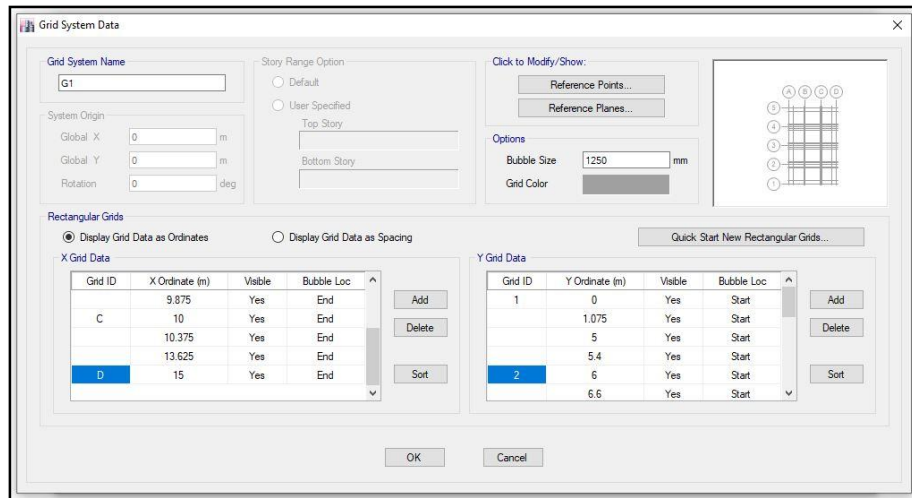 Grid System Data
Grid System Name
G1
System Origin
Global X 0 m
Global Y 0 m
Rotation 0 deg
Story Range Option
Default
User Specified
Top Story
Bottom Story
Click to Modify/Show:
Reference Points...
Reference Planes...
Options
Bubble Size 1250 mm
Grid Color
A B C D
5
4
3
2
1
Rectangular Grids
Display Grid Data as Ordinates Display Grid Data as Spacing Quick Start New Rectangular Grids...
X Grid Data
Grid ID X Ordinate (m) Visible Bubble Loc
9.875 Yes End
C 10 Yes End
10.375 Yes End
13.625 Yes End
D 15 Yes End
Add
Delete
Sort
Y Grid Data
Grid ID Y Ordinate (m) Visible Bubble Loc
1 0 Yes Start
1.075 Yes Start
5 Yes Start
5.4 Yes Start
2 6 Yes Start
6.6 Yes Start
Add
Delete
Sort
OK Cancel